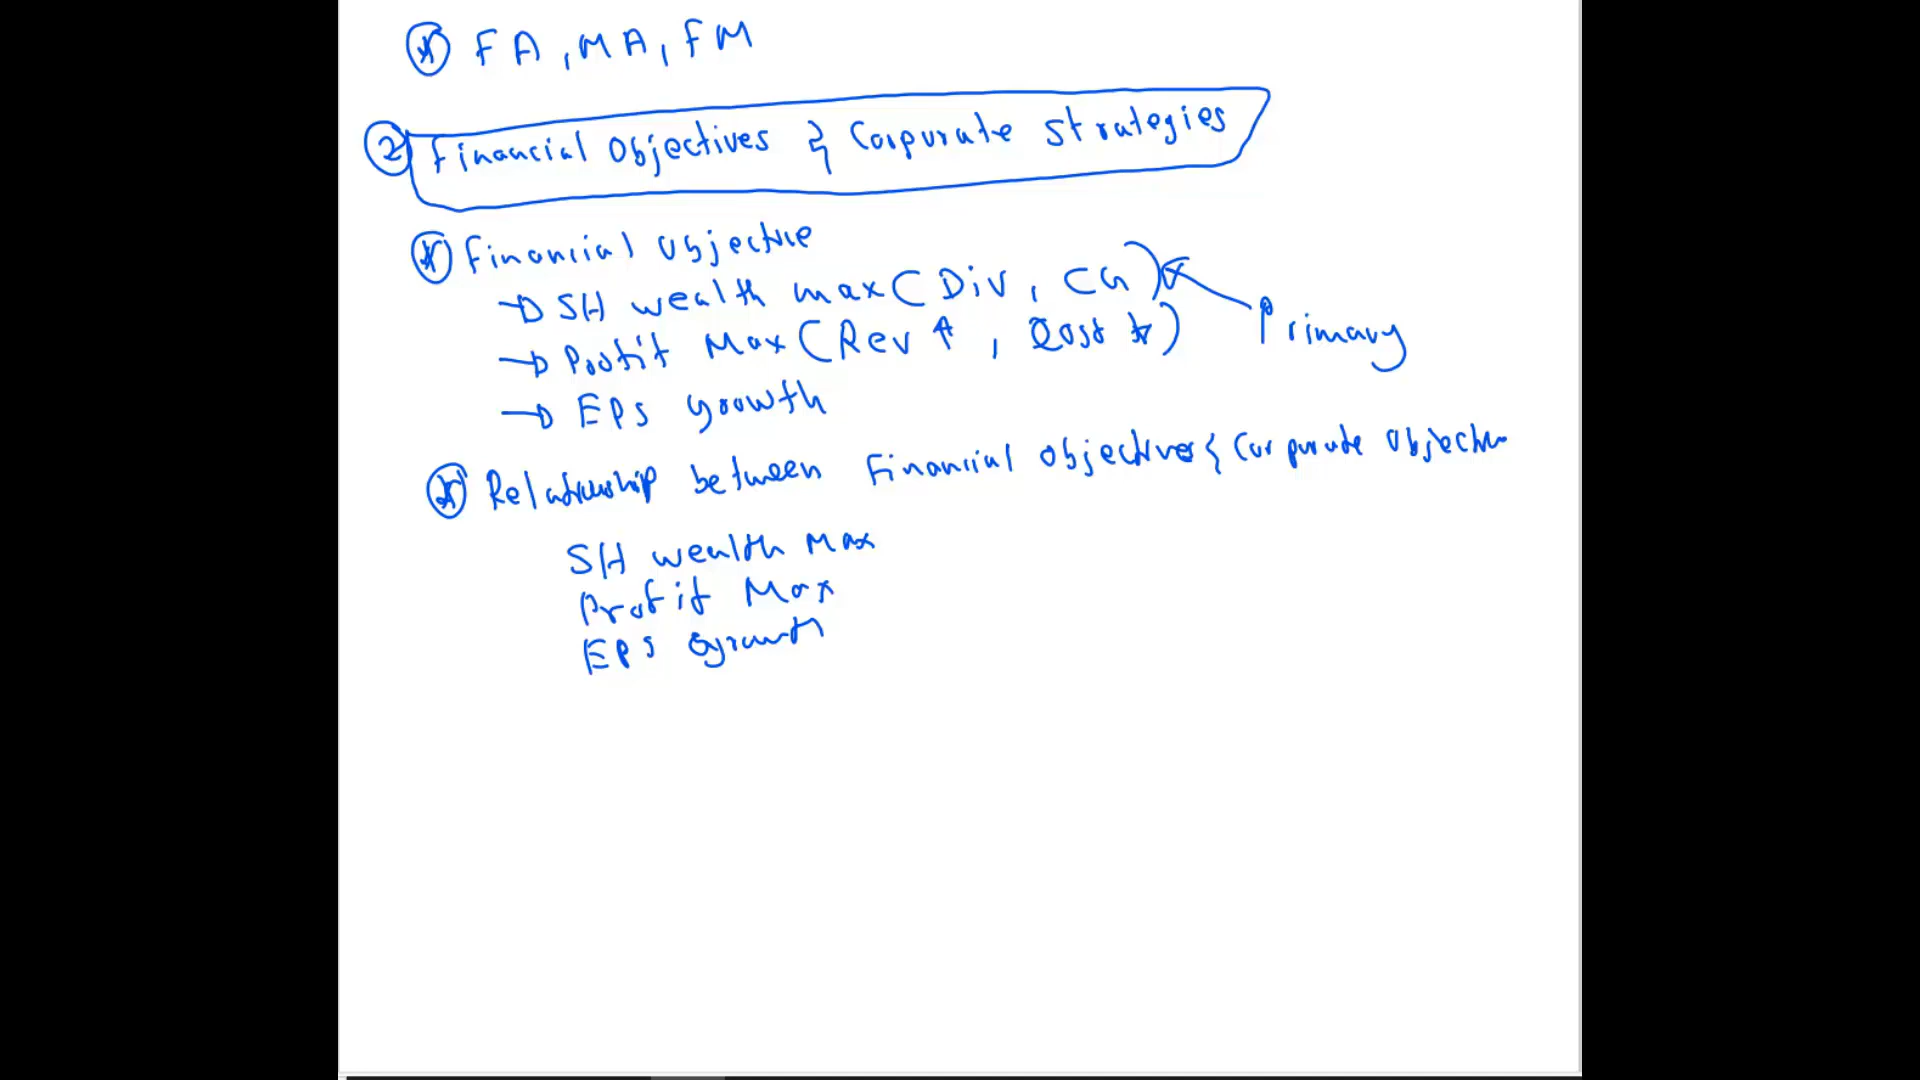 FA, MA, FM
② Financial Objectives & Corporate Strategies
Financial Objective
→ SH wealth max (Div, CG) ← Primary
→ Profit Max (Rev ↑, Cost ↓)
→ EPS growth
Relationship between Financial Objectives & Corporate Objective
SH wealth Max
Profit Max
EPS Growth